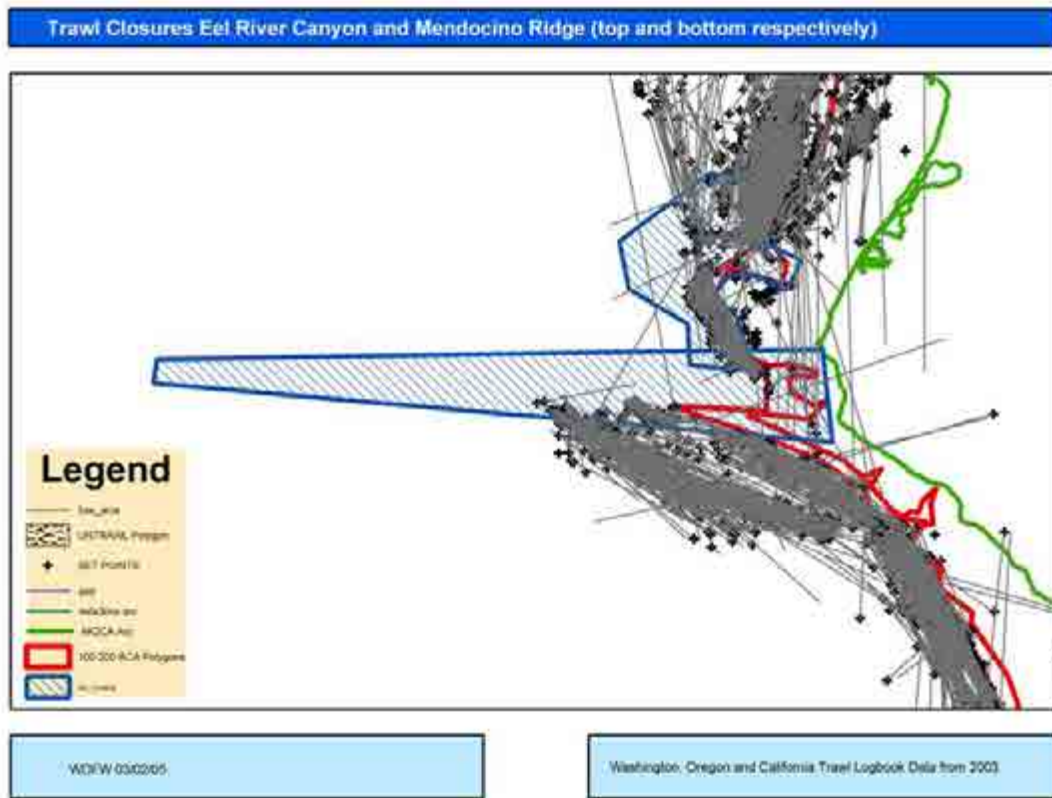 Trawl Closures Eel River Canyon and Mendocino Ridge (top and bottom respectively)
Legend
Polygon
SET POINTS
100-200 RCA Polygons
WDFW 03/02/05
Washington, Oregon and California Trawl Logbook Data from 2003